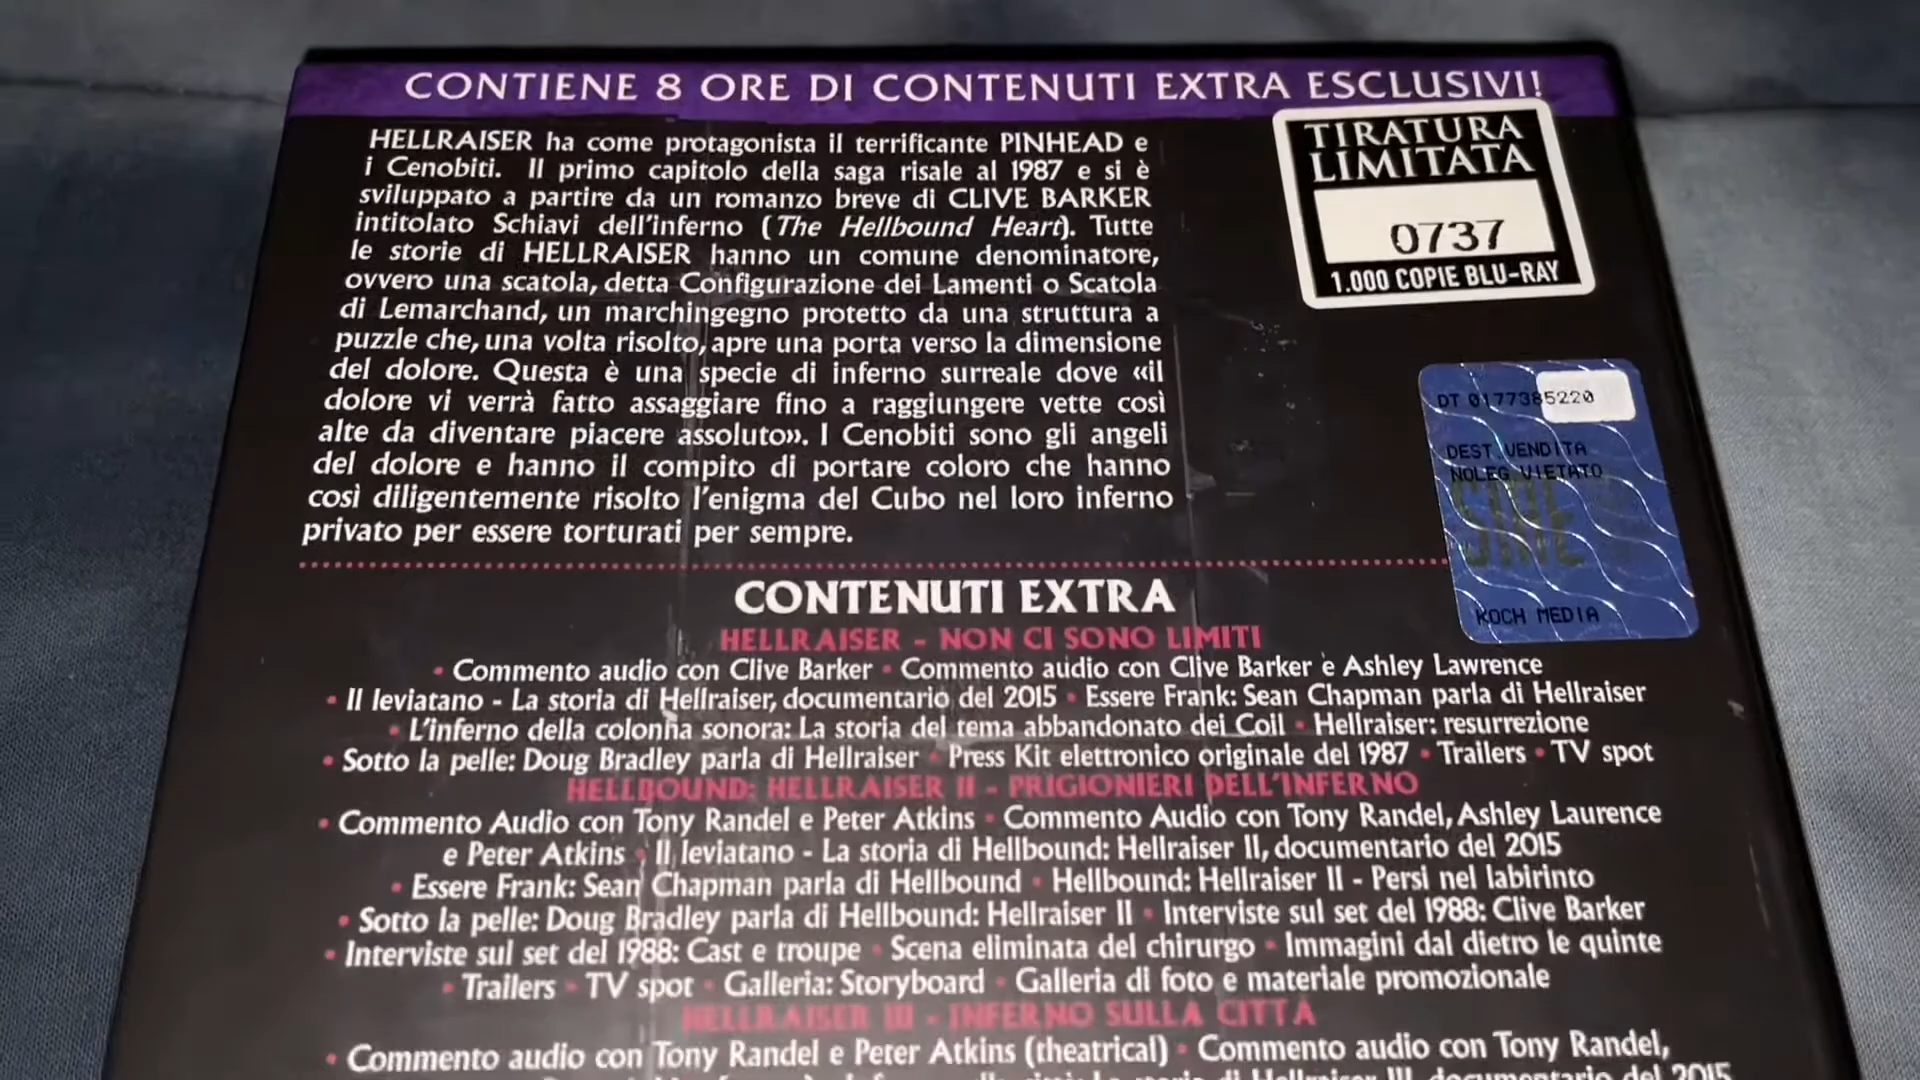 CONTIENE 8 ORE DI CONTENUTI EXTRA ESCLUSIVI!
HELLRAISER ha come protagonista il terrificante PINHEAD e
i Cenobiti. Il primo capitolo della saga risale al 1987 e si è
sviluppato a partire da un romanzo breve di CLIVE BARKER
intitolato Schiavi dell'inferno (The Hellbound Heart). Tutte
le storie di HELLRAISER hanno un comune denominatore,
ovvero una scatola, detta Configurazione dei Lamenti o Scatola
di Lemarchand, un marchingegno protetto da una struttura a
puzzle che, una volta risolto, apre una porta verso la dimensione
del dolore. Questa è una specie di inferno surreale dove «il
dolore vi verrà fatto assaggiare fino a raggiungere vette così
alte da diventare piacere assoluto». I Cenobiti sono gli angeli
del dolore e hanno il compito di portare coloro che hanno
così diligentemente risolto l'enigma del Cubo nel loro inferno
privato per essere torturati per sempre.
TIRATURA
LIMITATA
0737
1.000 COPIE BLU-RAY
DT 0177385220
DEST.VENDITA
NOLEG.VIETATO
SIAE
KOCH MEDIA
CONTENUTI EXTRA
HELLRAISER - NON CI SONO LIMITI
• Commento audio con Clive Barker • Commento audio con Clive Barker e Ashley Lawrence
• Il leviatano - La storia di Hellraiser, documentario del 2015 • Essere Frank: Sean Chapman parla di Hellraiser
• L'inferno della colonna sonora: La storia del tema abbandonato dei Coil • Hellraiser: resurrezione
• Sotto la pelle: Doug Bradley parla di Hellraiser • Press Kit elettronico originale del 1987 • Trailers • TV spot
HELLBOUND: HELLRAISER II - PRIGIONIERI DELL'INFERNO
• Commento Audio con Tony Randel e Peter Atkins • Commento Audio con Tony Randel, Ashley Laurence
e Peter Atkins • Il leviatano - La storia di Hellbound: Hellraiser II, documentario del 2015
• Essere Frank: Sean Chapman parla di Hellbound • Hellbound: Hellraiser II - Persi nel labirinto
• Sotto la pelle: Doug Bradley parla di Hellbound: Hellraiser II • Interviste sul set del 1988: Clive Barker
• Interviste sul set del 1988: Cast e troupe • Scena eliminata del chirurgo • Immagini dal dietro le quinte
• Trailers • TV spot • Galleria: Storyboard • Galleria di foto e materiale promozionale
HELLRAISER III - INFERNO SULLA CITTÀ
• Commento audio con Tony Randel e Peter Atkins (theatrical) • Commento audio con Tony Randel,
storia di Hellraiser III, documentario del 2015